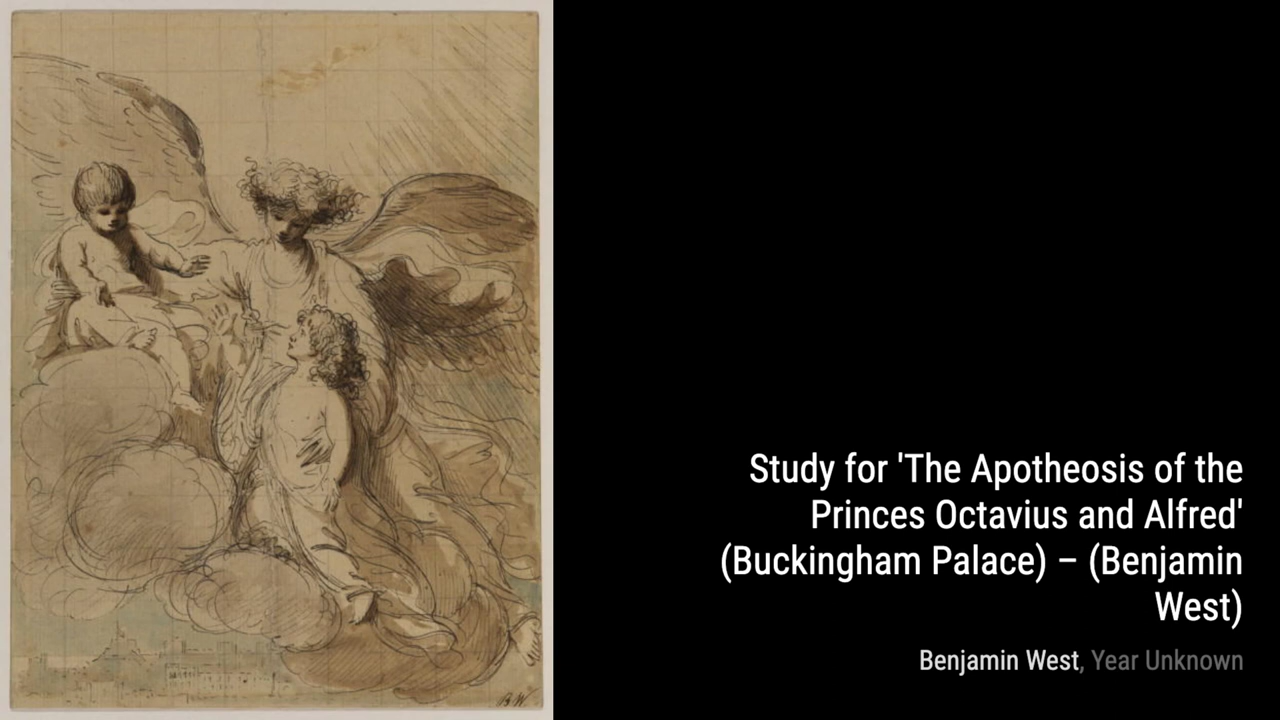 Study for 'The Apotheosis of the
Princes Octavius and Alfred'
(Buckingham Palace) – (Benjamin
West)
Benjamin West, Year Unknown
B.W.